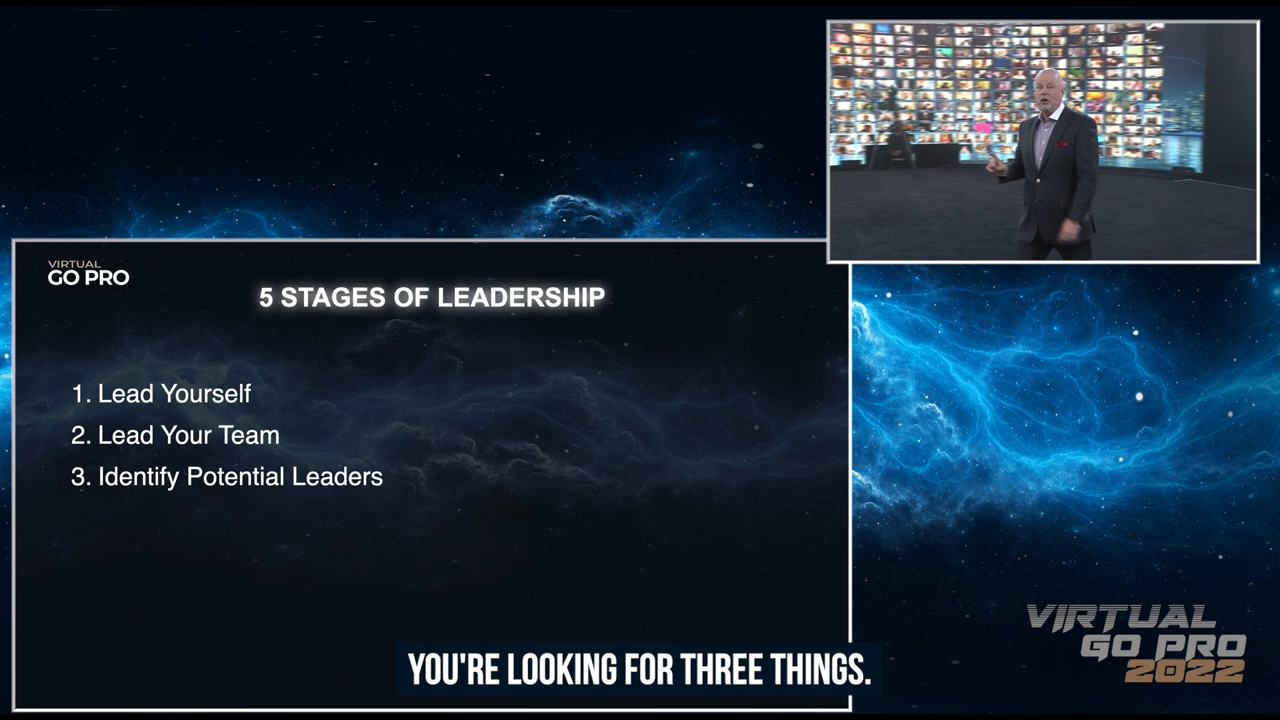 VIRTUAL
GO PRO
5 STAGES OF LEADERSHIP
1. Lead Yourself
2. Lead Your Team
3. Identify Potential Leaders
YOU'RE LOOKING FOR THREE THINGS.
VIRTUAL
GO PRO
2022